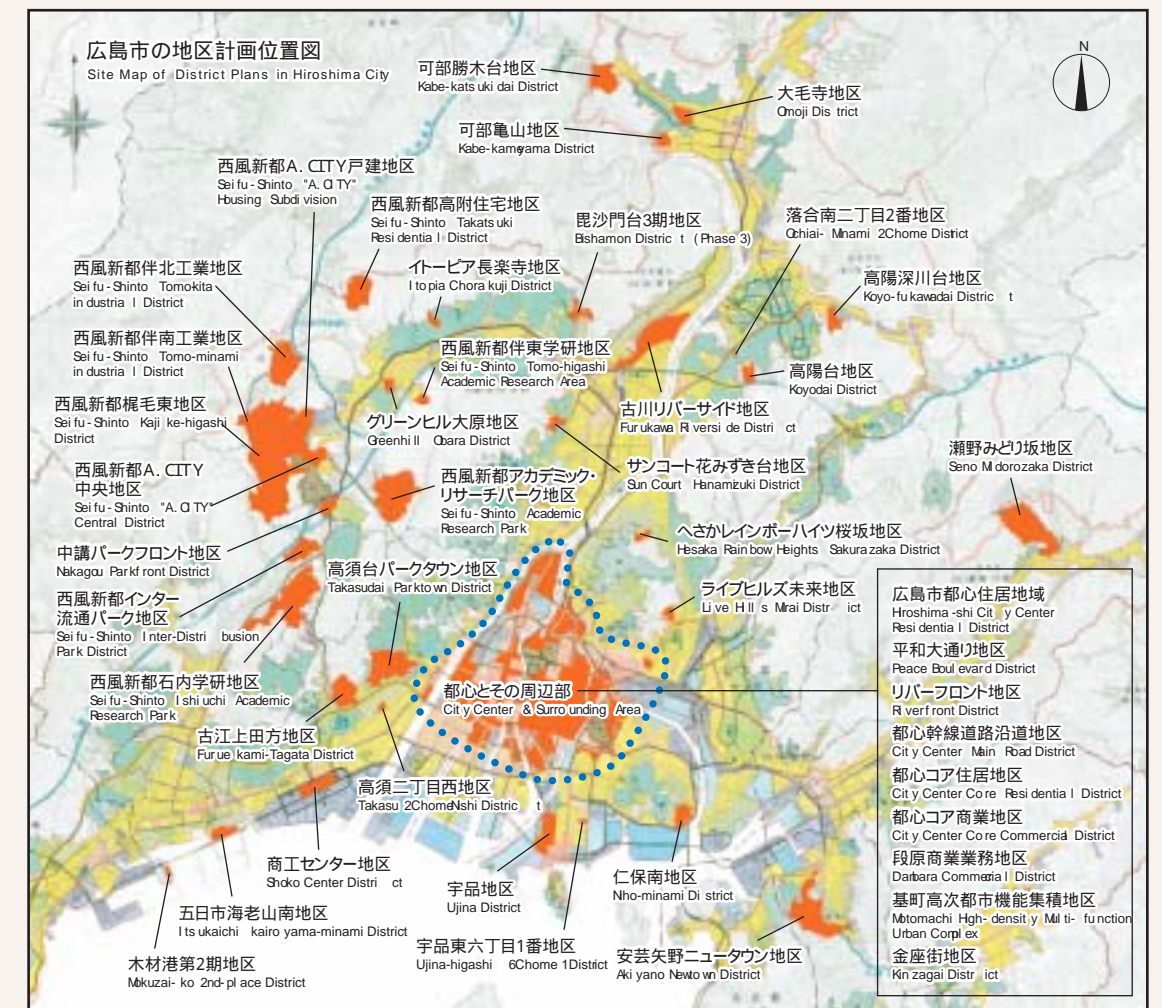 広島市の地区計画位置図
Site Map of District Plans in Hiroshima City
N
可部勝木台地区
Kabe-katsukidai District
大毛寺地区
Omoji District
可部亀山地区
Kabe-kameyama District
西風新都A. CITY戸建地区
Seifu-Shinto "A. CITY"
Housing Subdivision
西風新都高附住宅地区
Seifu-Shinto Takatsuki
Residential District
毘沙門台3期地区
Bishamon District (Phase 3)
落合南二丁目2番地区
Ochiai-Minami 2Chome District
西風新都伴北工業地区
Seifu-Shinto Tomokita
industrial District
イトーピア長楽寺地区
Itopia Chorakuji District
高陽深川台地区
Koyo-fukawadai District
西風新都伴南工業地区
Seifu-Shinto Tomo-minami
industrial District
西風新都伴東学研地区
Seifu-Shinto Tomo-higashi
Academic Research Area
高陽台地区
Koyodai District
西風新都梶毛東地区
Seifu-Shinto Kajike-higashi
District
グリーンヒル大原地区
Greenhill Obara District
古川リバーサイド地区
Furukawa Riverside District
瀬野みどり坂地区
Seno Midorozaka District
西風新都A. CITY
中央地区
Seifu-Shinto "A. CITY"
Central District
西風新都アカデミック・
リサーチパーク地区
Seifu-Shinto Academic
Research Park
サンコート花みずき台地区
Sun Court Hanamizuki District
中講パークフロント地区
Nakagou Parkfront District
高須台パークタウン地区
Takasudai Parktown District
へさかレインボーハイツ桜坂地区
Hesaka Rainbow Heights Sakurazaka District
西風新都インター
流通パーク地区
Seifu-Shinto Inter-Distribusion
Park District
ライブヒルズ未来地区
Live Hills Mirai District
西風新都石内学研地区
Seifu-Shinto Ishiuchi Academic
Research Park
都心とその周辺部
City Center & Surrounding Area
古江上田方地区
Furue kami-Tagata District
高須二丁目西地区
Takasu 2Chome Nishi District
商工センター地区
Shoko Center District
宇品地区
Ujina District
仁保南地区
Niho-minami District
五日市海老山南地区
Itsukaichi kairoyama-minami District
宇品東六丁目1番地区
Ujina-higashi 6Chome 1District
安芸矢野ニュータウン地区
Akiyano Newtown District
木材港第2期地区
Mokuzai-ko 2nd-place District
広島市都心住居地域
Hiroshima-shi City Center
Residential District
平和大通り地区
Peace Boulevard District
リバーフロント地区
Riverfront District
都心幹線道路沿道地区
City Center Main Road District
都心コア住居地区
City Center Core Residential District
都心コア商業地区
City Center Core Commercial District
段原商業業務地区
Danbara Commercial District
基町高次都市機能集積地区
Motomachi High-density Multi-function
Urban Complex
金座街地区
Kinzagai District